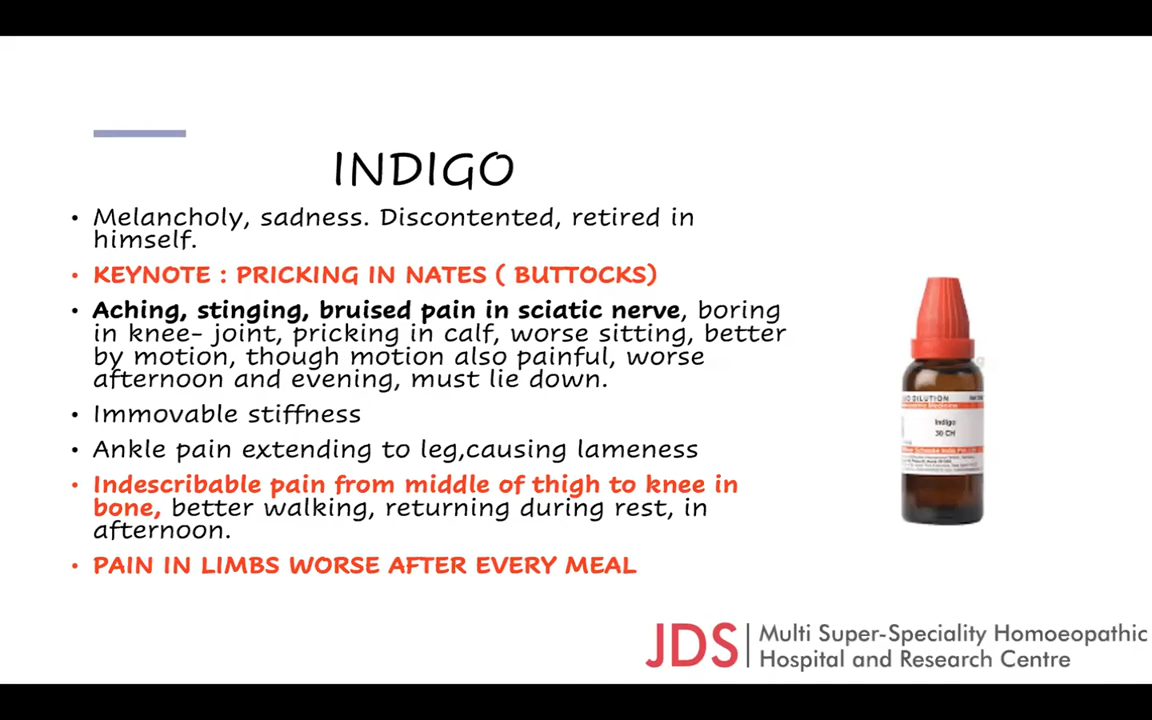 INDIGO
• Melancholy, sadness. Discontented, retired in
himself.
• KEYNOTE : PRICKING IN NATES ( BUTTOCKS)
• Aching, stinging, bruised pain in sciatic nerve, boring
in knee- joint, pricking in calf, worse sitting, better
by motion, though motion also painful, worse
afternoon and evening, must lie down.
• Immovable stiffness
• Ankle pain extending to leg,causing lameness
• Indescribable pain from middle of thigh to knee in
bone, better walking, returning during rest, in
afternoon.
• PAIN IN LIMBS WORSE AFTER EVERY MEAL
DILUTION
Indigo
30 CH
JDS
Multi Super-Speciality Homoeopathic
Hospital and Research Centre